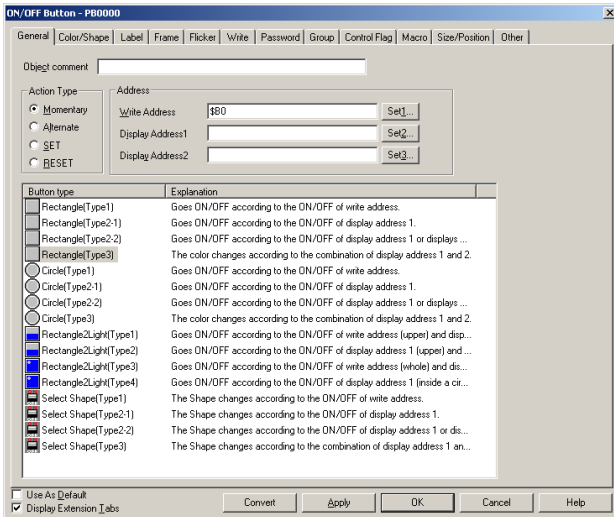 ON/OFF Button - PB0000
General Color/Shape Label Frame Flicker Write Password Group Control Flag Macro Size/Position Other
Object comment
Action Type
Momentary
Alternate
SET
RESET
Address
Write Address $B0 Set1...
Display Address1 Set2...
Display Address2 Set3...
Button type Explanation
Rectangle(Type1) Goes ON/OFF according to the ON/OFF of write address.
Rectangle(Type2-1) Goes ON/OFF according to the ON/OFF of display address 1.
Rectangle(Type2-2) Goes ON/OFF according to the ON/OFF of display address 1 or displays ...
Rectangle(Type3) The color changes according to the combination of display address 1 and 2.
Circle(Type1) Goes ON/OFF according to the ON/OFF of write address.
Circle(Type2-1) Goes ON/OFF according to the ON/OFF of display address 1.
Circle(Type2-2) Goes ON/OFF according to the ON/OFF of display address 1 or displays ...
Circle(Type3) The color changes according to the combination of display address 1 and 2.
Rectangle2Light(Type1) Goes ON/OFF according to the ON/OFF of write address (upper) and disp...
Rectangle2Light(Type2) Goes ON/OFF according to the ON/OFF of display address 1 (upper) and ...
Rectangle2Light(Type3) Goes ON/OFF according to the ON/OFF of write address (whole) and dis...
Rectangle2Light(Type4) Goes ON/OFF according to the ON/OFF of display address 1 (inside a cir...
Select Shape(Type1) The Shape changes according to the ON/OFF of write address.
Select Shape(Type2-1) The Shape changes according to the ON/OFF of display address 1.
Select Shape(Type2-2) The Shape changes according to the ON/OFF of display address 1 or dis...
Select Shape(Type3) The Shape changes according to the combination of display address 1 an...
Use As Default
Display Extension Tabs
Convert Apply OK Cancel Help